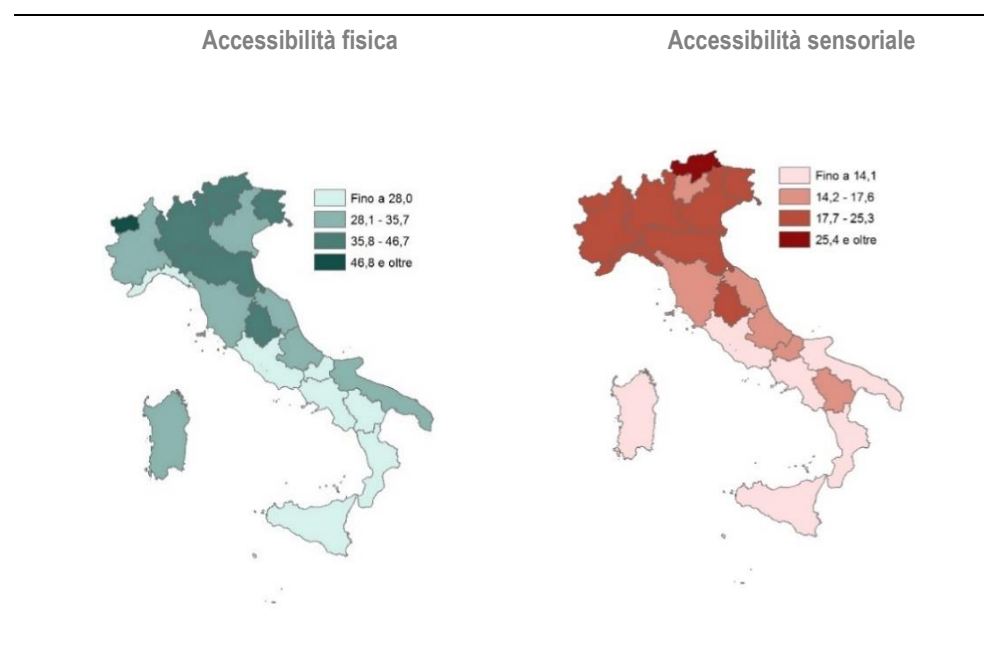 Accessibilità fisica
Accessibilità sensoriale
Fino a 28,0
28,1 - 35,7
35,8 - 46,7
46,8 e oltre
Fino a 14,1
14,2 - 17,6
17,7 - 25,3
25,4 e oltre